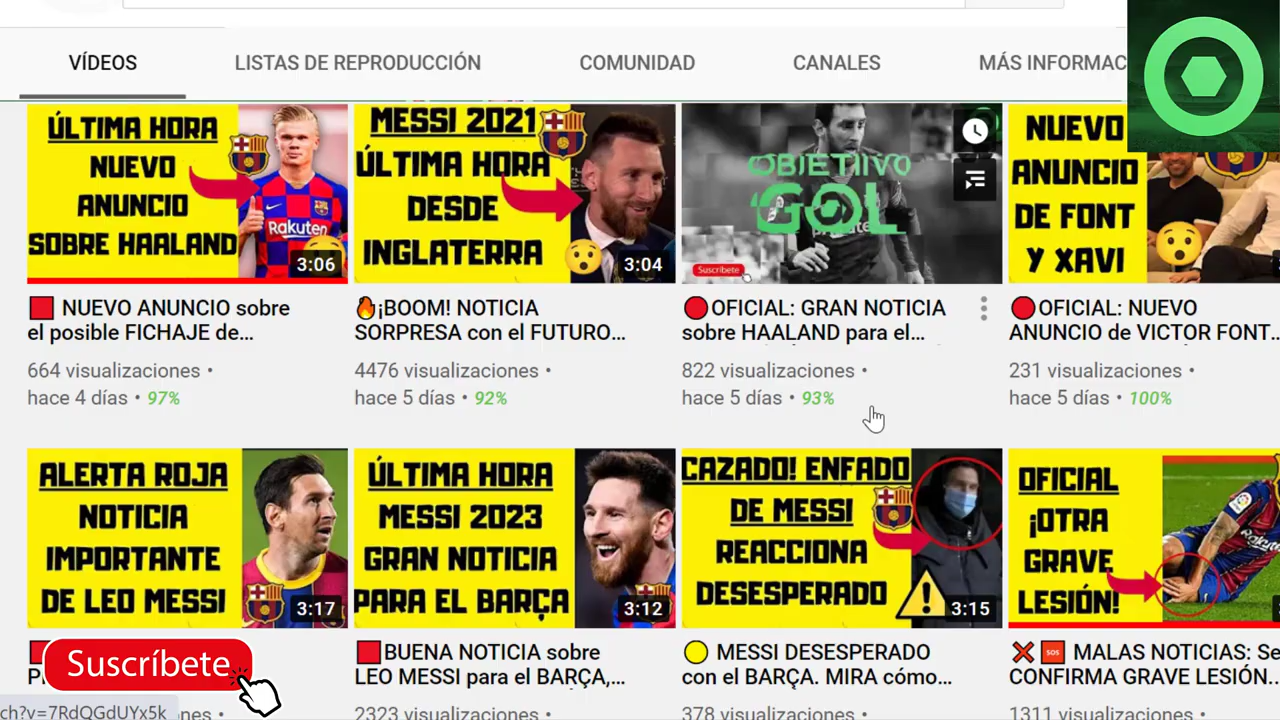 VÍDEOS
LISTAS DE REPRODUCCIÓN
COMUNIDAD
CANALES
MÁS INFORMAC
ÚLTIMA HORA
NUEVO
ANUNCIO
SOBRE HAALAND
Rakuten
3:06
MESSI 2021
ÚLTIMA HORA
DESDE
INGLATERRA
3:04
OBJETIVO
GOL
Suscríbete
NUEVO
ANUNCIO
DE FONT
Y XAVI
NUEVO ANUNCIO sobre
el posible FICHAJE de...
664 visualizaciones •
hace 4 días • 97%
¡BOOM! NOTICIA
SORPRESA con el FUTURO...
4476 visualizaciones •
hace 5 días • 92%
OFICIAL: GRAN NOTICIA
sobre HAALAND para el...
822 visualizaciones •
hace 5 días • 93%
OFICIAL: NUEVO
ANUNCIO de VICTOR FONT...
231 visualizaciones •
hace 5 días • 100%
ALERTA ROJA
NOTICIA
IMPORTANTE
DE LEO MESSI
3:17
ÚLTIMA HORA
MESSI 2023
GRAN NOTICIA
PARA EL BARÇA
3:12
CAZADO! ENFADO
DE MESSI
REACCIONA
DESESPERADO
3:15
OFICIAL
¡OTRA
GRAVE
LESIÓN!
Suscríbete
BUENA NOTICIA sobre
LEO MESSI para el BARÇA,...
2323 visualizaciones
MESSI DESESPERADO
con el BARÇA. MIRA cómo...
378 visualizaciones
SOS MALAS NOTICIAS: Se
CONFIRMA GRAVE LESIÓN...
1311 visualizaciones
ch?v=7RdQGdUYx5k